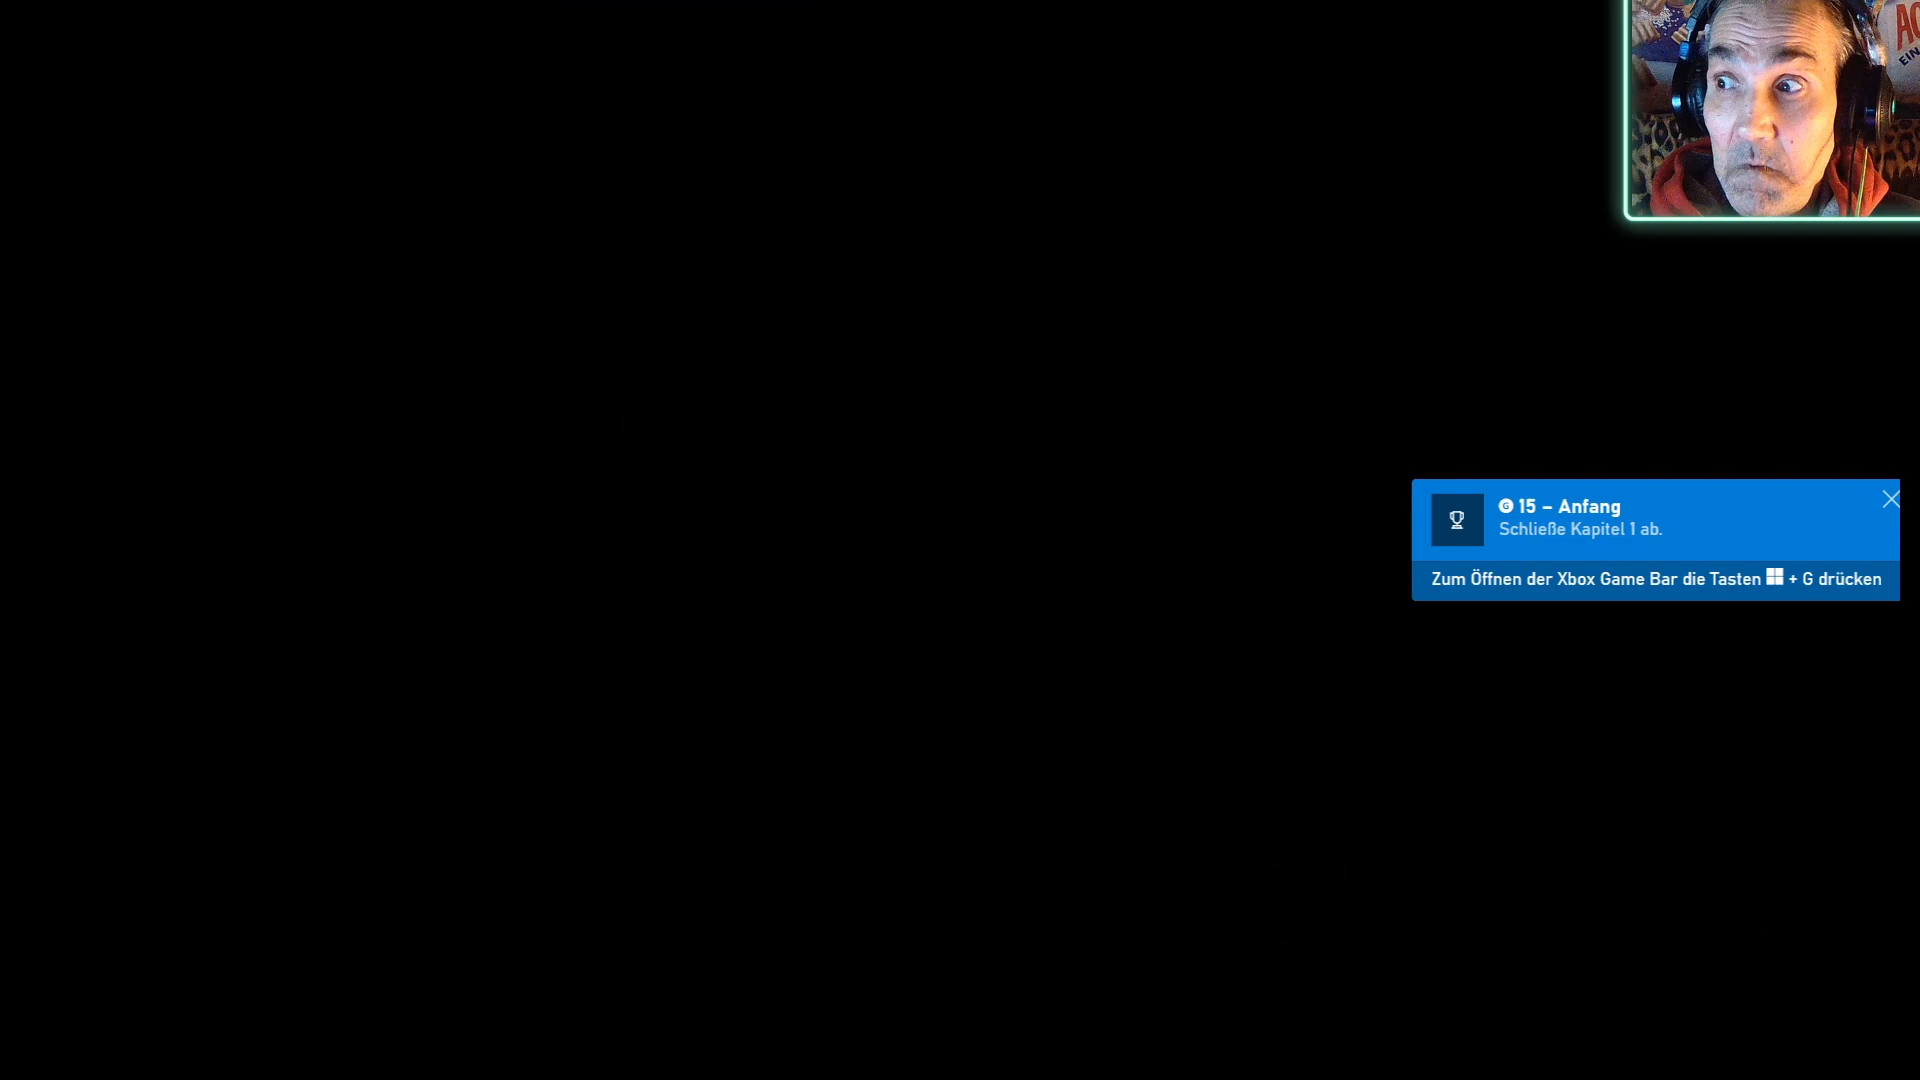 15 – Anfang
Schließe Kapitel 1 ab.
Zum Öffnen der Xbox Game Bar die Tasten + G drücken